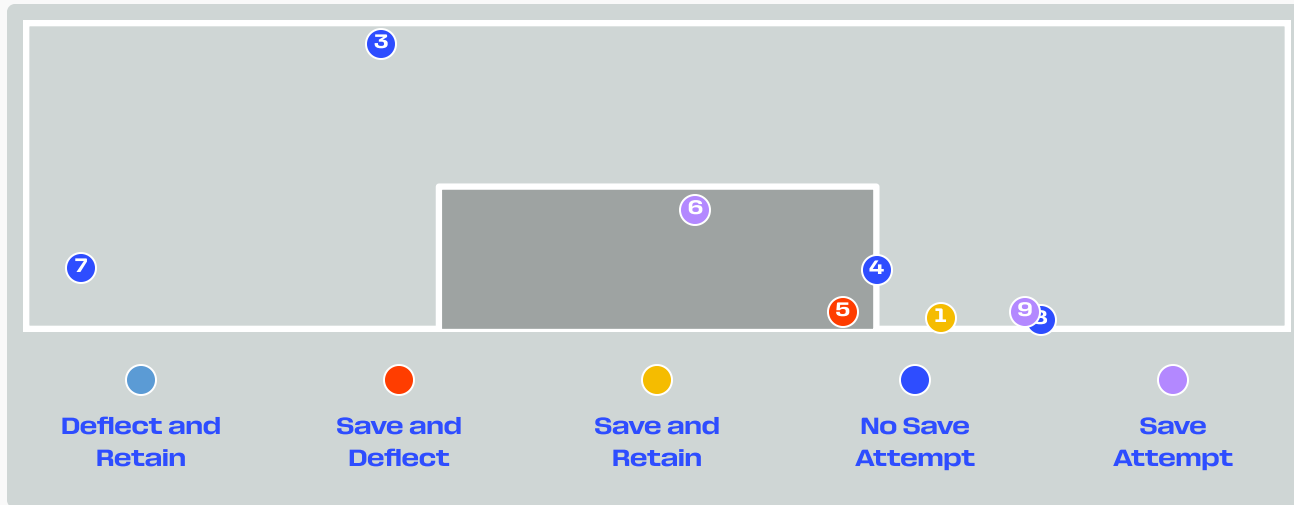 3
6
7
4
5
1
9
Deflect and
Retain
Save and
Deflect
Save and
Retain
No Save
Attempt
Save
Attempt